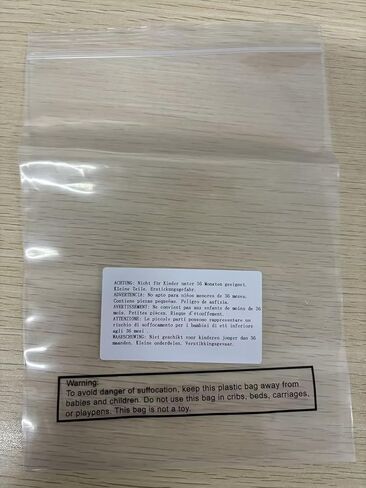 ACHTUNG: Nicht für Kinder unter 36 Monaten geeignet.
Kleine Teile. Erstickungsgefahr.
ADVERTENCIA: No apto para niños menores de 36 meses.
Contiene piezas pequeñas. Peligro de asfixia.
AVERTISSEMENT: Ne convient pas aux enfants de moins de 36
mois. Petites pièces. Risque d'étouffement.
ATTENZIONE: Le piccole parti possono rappresentare un
rischio di soffocamento per i bambini di età inferiore
agli 36 mesi
WAARSCHUWING: Niet geschikt voor kinderen jonger dan 36
maanden. Kleine onderdelen. Verstikkingsgevaar.
Warning:
To avoid danger of suffocation, keep this plastic bag away from
babies and children. Do not use this bag in cribs, beds, carriages,
or playpens. This bag is not a toy.